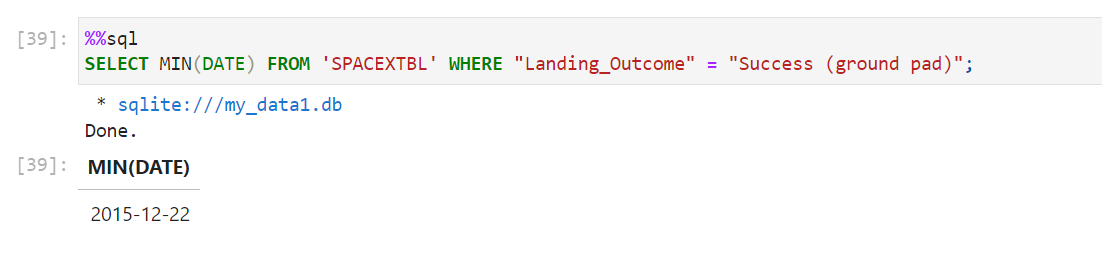 [39]: %%sql
SELECT MIN(DATE) FROM 'SPACEXTBL' WHERE "Landing_Outcome" = "Success (ground pad)";
* sqlite:///my_data1.db
Done.
[39]: MIN(DATE)
2015-12-22